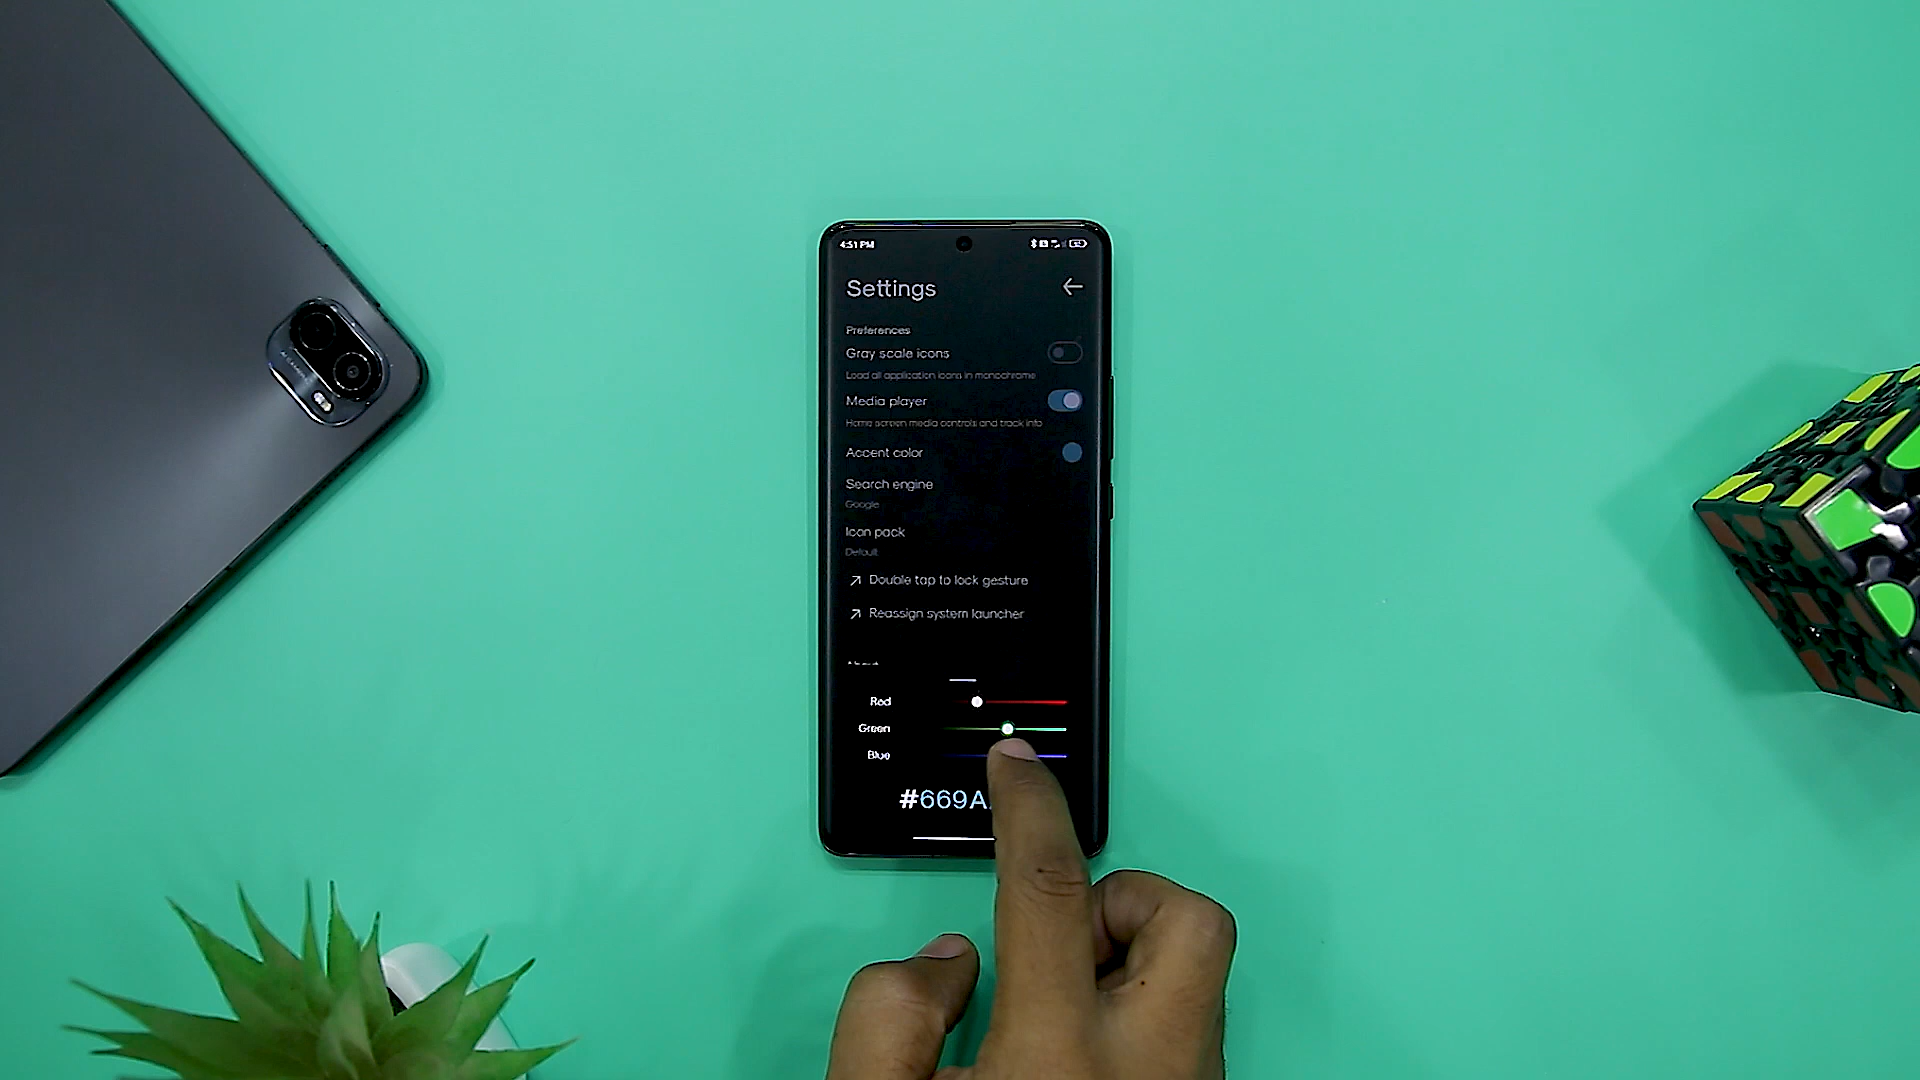 4:51 PM
Settings
Preferences
Gray scale icons
Load all application icons in monochrome
Media player
Home screen media controls and track info
Accent color
Search engine
Google
Icon pack
Default
Double tap to lock gesture
Reassign system launcher
Red
Green
Blue
#669A